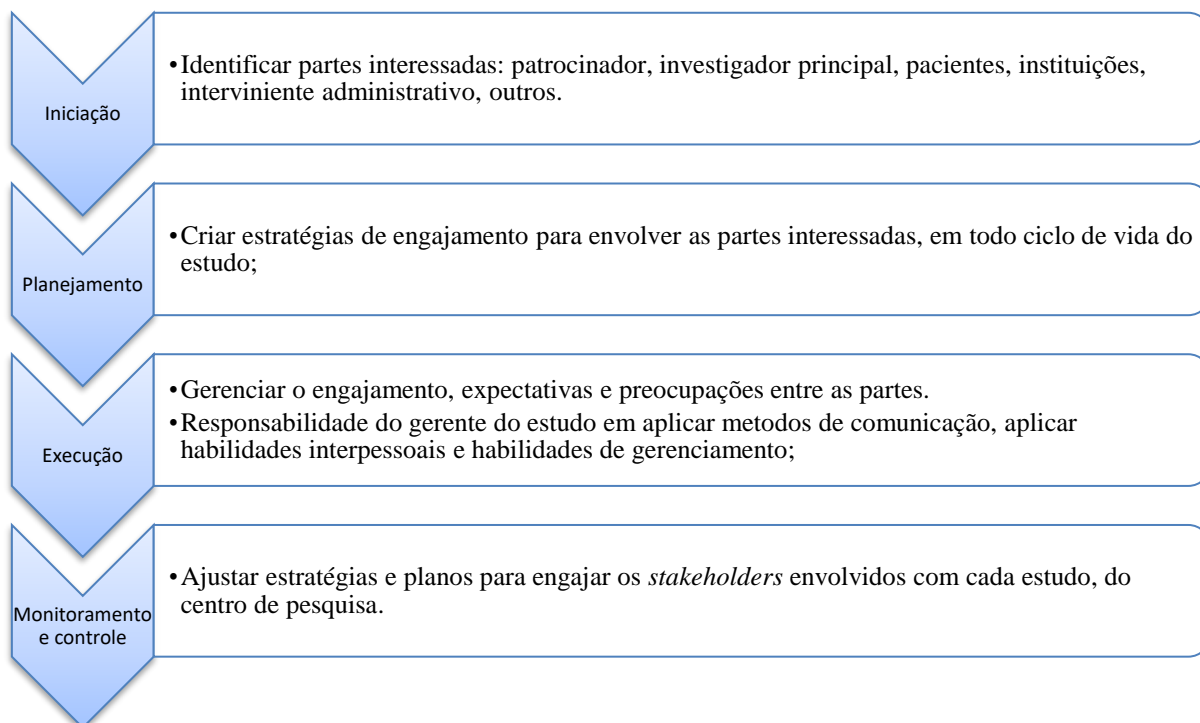 Iniciação
•Identificar partes interessadas: patrocinador, investigador principal, pacientes, instituições,
interviniente administrativo, outros.
Planejamento
•Criar estratégias de engajamento para envolver as partes interessadas, em todo ciclo de vida do
estudo;
Execução
•Gerenciar o engajamento, expectativas e preocupações entre as partes.
•Responsabilidade do gerente do estudo em aplicar metodos de comunicação, aplicar
habilidades interpessoais e habilidades de gerenciamento;
Monitoramento
e controle
•Ajustar estratégias e planos para engajar os stakeholders envolvidos com cada estudo, do
centro de pesquisa.